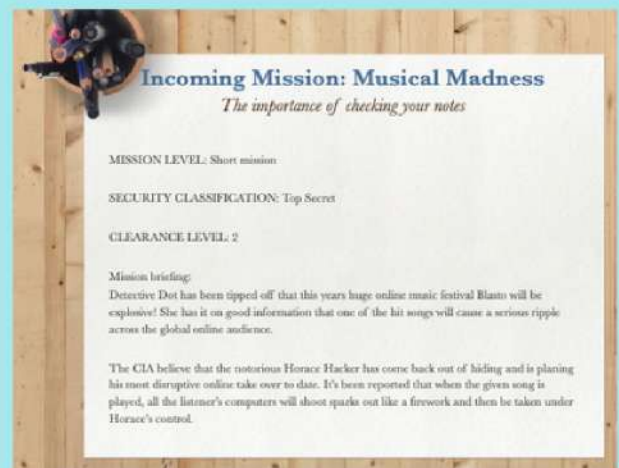 Incoming Mission: Musical Madness
The importance of checking your notes
MISSION LEVEL: Short mission
SECURITY CLASSIFICATION: Top Secret
CLEARANCE LEVEL: 2
Mission briefing:
Detective Dot has been tipped off that this years huge online music festival Blasto will be
explosive! She has it on good information that one of the hit songs will cause a serious ripple
across the global online audience.
The CIA believe that the notorious Horace Hacker has come back out of hiding and is planing
his most disruptive online take over to date. It's been reported that when the given song is
played, all the listener's computers will shoot sparks out like a firework and then be taken under
Horace's control.